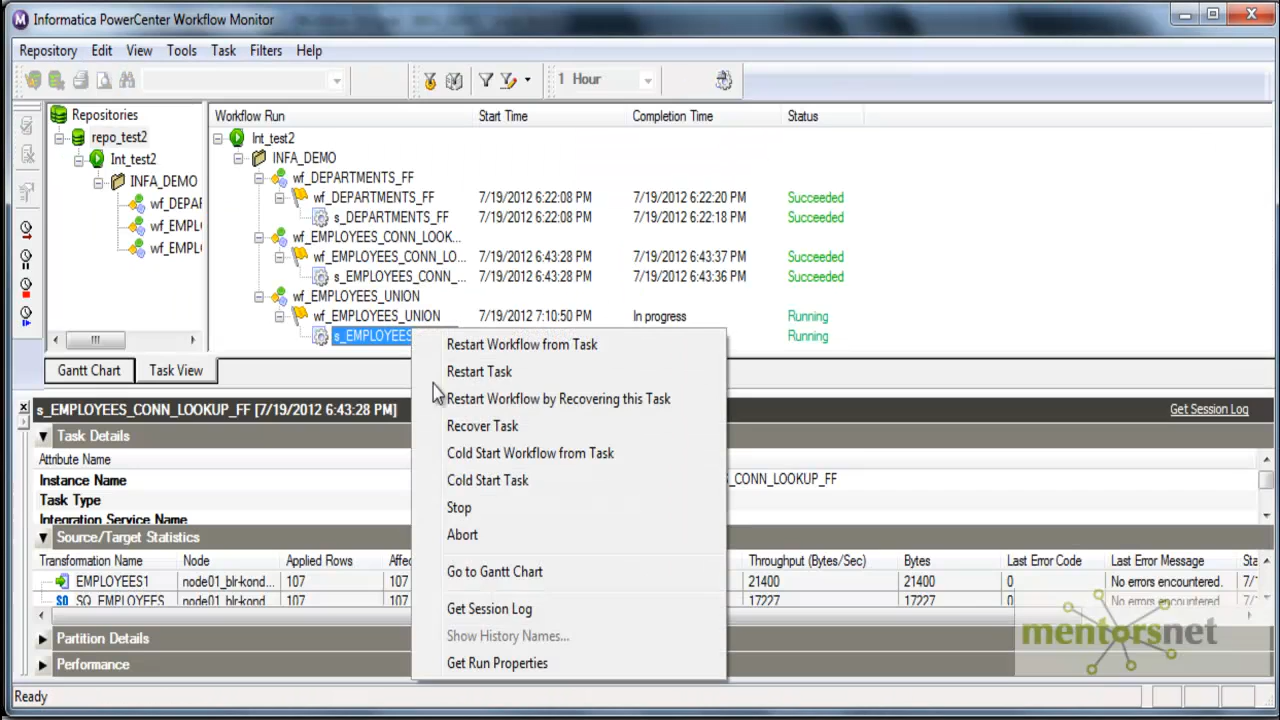 Informatica PowerCenter Workflow Monitor
Repository Edit View Tools Task Filters Help
1 Hour
Repositories
repo_test2
Int_test2
INFA_DEMO
wf_DEPAF
wf_EMPL(
wf_EMPL(
Workflow Run Start Time Completion Time Status
Int_test2
INFA_DEMO
wf_DEPARTMENTS_FF
wf_DEPARTMENTS_FF 7/19/2012 6:22:08 PM 7/19/2012 6:22:20 PM Succeeded
s_DEPARTMENTS_FF 7/19/2012 6:22:08 PM 7/19/2012 6:22:18 PM Succeeded
wf_EMPLOYEES_CONN_LOOK...
wf_EMPLOYEES_CONN_LO... 7/19/2012 6:43:28 PM 7/19/2012 6:43:37 PM Succeeded
s_EMPLOYEES_CONN_... 7/19/2012 6:43:28 PM 7/19/2012 6:43:36 PM Succeeded
wf_EMPLOYEES_UNION
wf_EMPLOYEES_UNION 7/19/2012 7:10:50 PM In progress Running
s_EMPLOYEES Running
Restart Workflow from Task
Restart Task
Restart Workflow by Recovering this Task
Recover Task
Cold Start Workflow from Task
Cold Start Task
Stop
Abort
Go to Gantt Chart
Get Session Log
Show History Names...
Get Run Properties
Gantt Chart Task View
s_EMPLOYEES_CONN_LOOKUP_FF [7/19/2012 6:43:28 PM] Get Session Log
Task Details
Attribute Name
Instance Name _CONN_LOOKUP_FF
Task Type
Integration Service Name
Source/Target Statistics
Transformation Name Node Applied Rows Affe Throughput (Bytes/Sec) Bytes Last Error Code Last Error Message Sta
EMPLOYEES1 node01_blr-kond... 107 107 21400 21400 0 No errors encountered. 7/
SQ_EMPLOYEES node01_blr-kond... 107 107 17227 17227 0 No errors encountered. 7/
Partition Details
Performance
mentorsnet
Ready